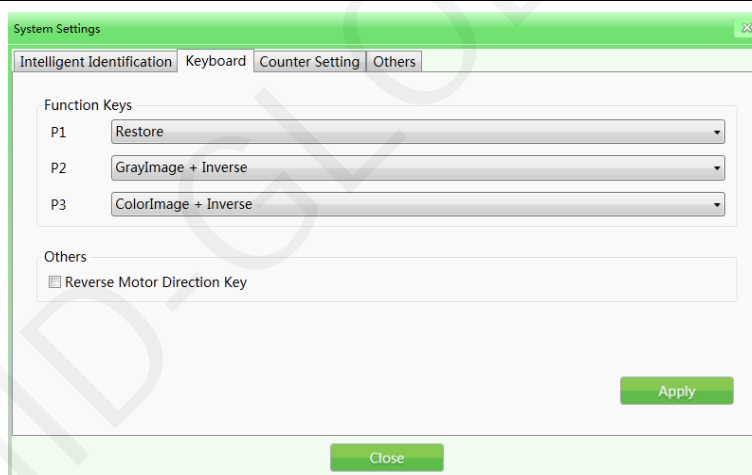 System Settings
Intelligent Identification Keyboard Counter Setting Others
Function Keys
P1 Restore
P2 GrayImage + Inverse
P3 ColorImage + Inverse
Others
Reverse Motor Direction Key
Apply
Close